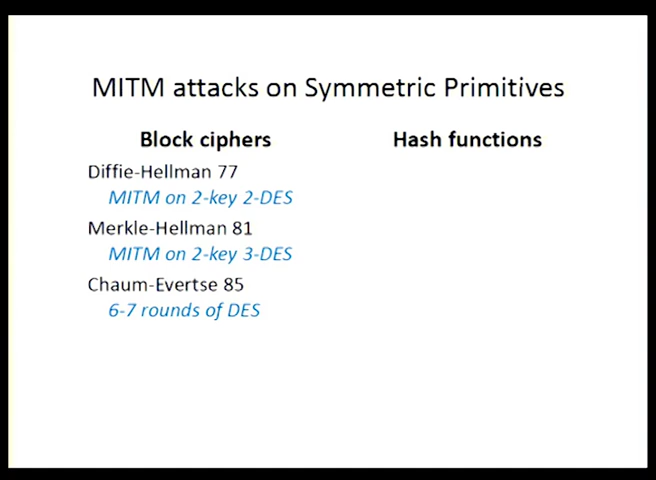 MITM attacks on Symmetric Primitives
Block ciphers
Hash functions
Diffie-Hellman 77
MITM on 2-key 2-DES
Merkle-Hellman 81
MITM on 2-key 3-DES
Chaum-Evertse 85
6-7 rounds of DES